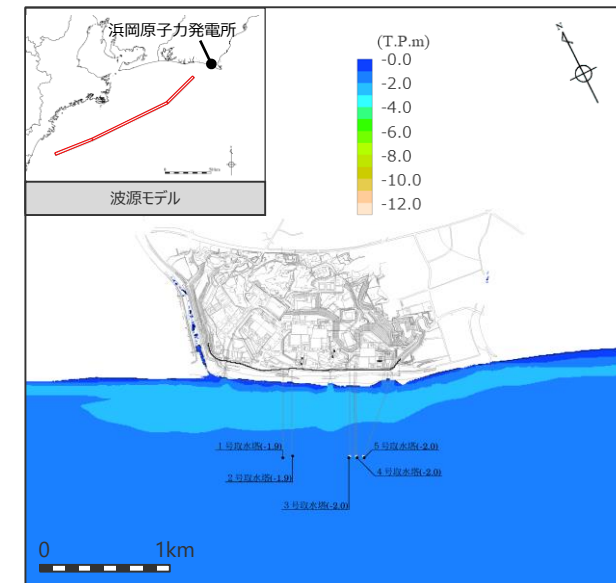 浜岡原子力発電所
波源モデル
(T.P.m)
-0.0
-2.0
-4.0
-6.0
-8.0
-10.0
-12.0
N
1号取水塔(-1.9)
2号取水塔(-1.9)
3号取水塔(-2.0)
4号取水塔(-2.0)
5号取水塔(-2.0)
0 1km